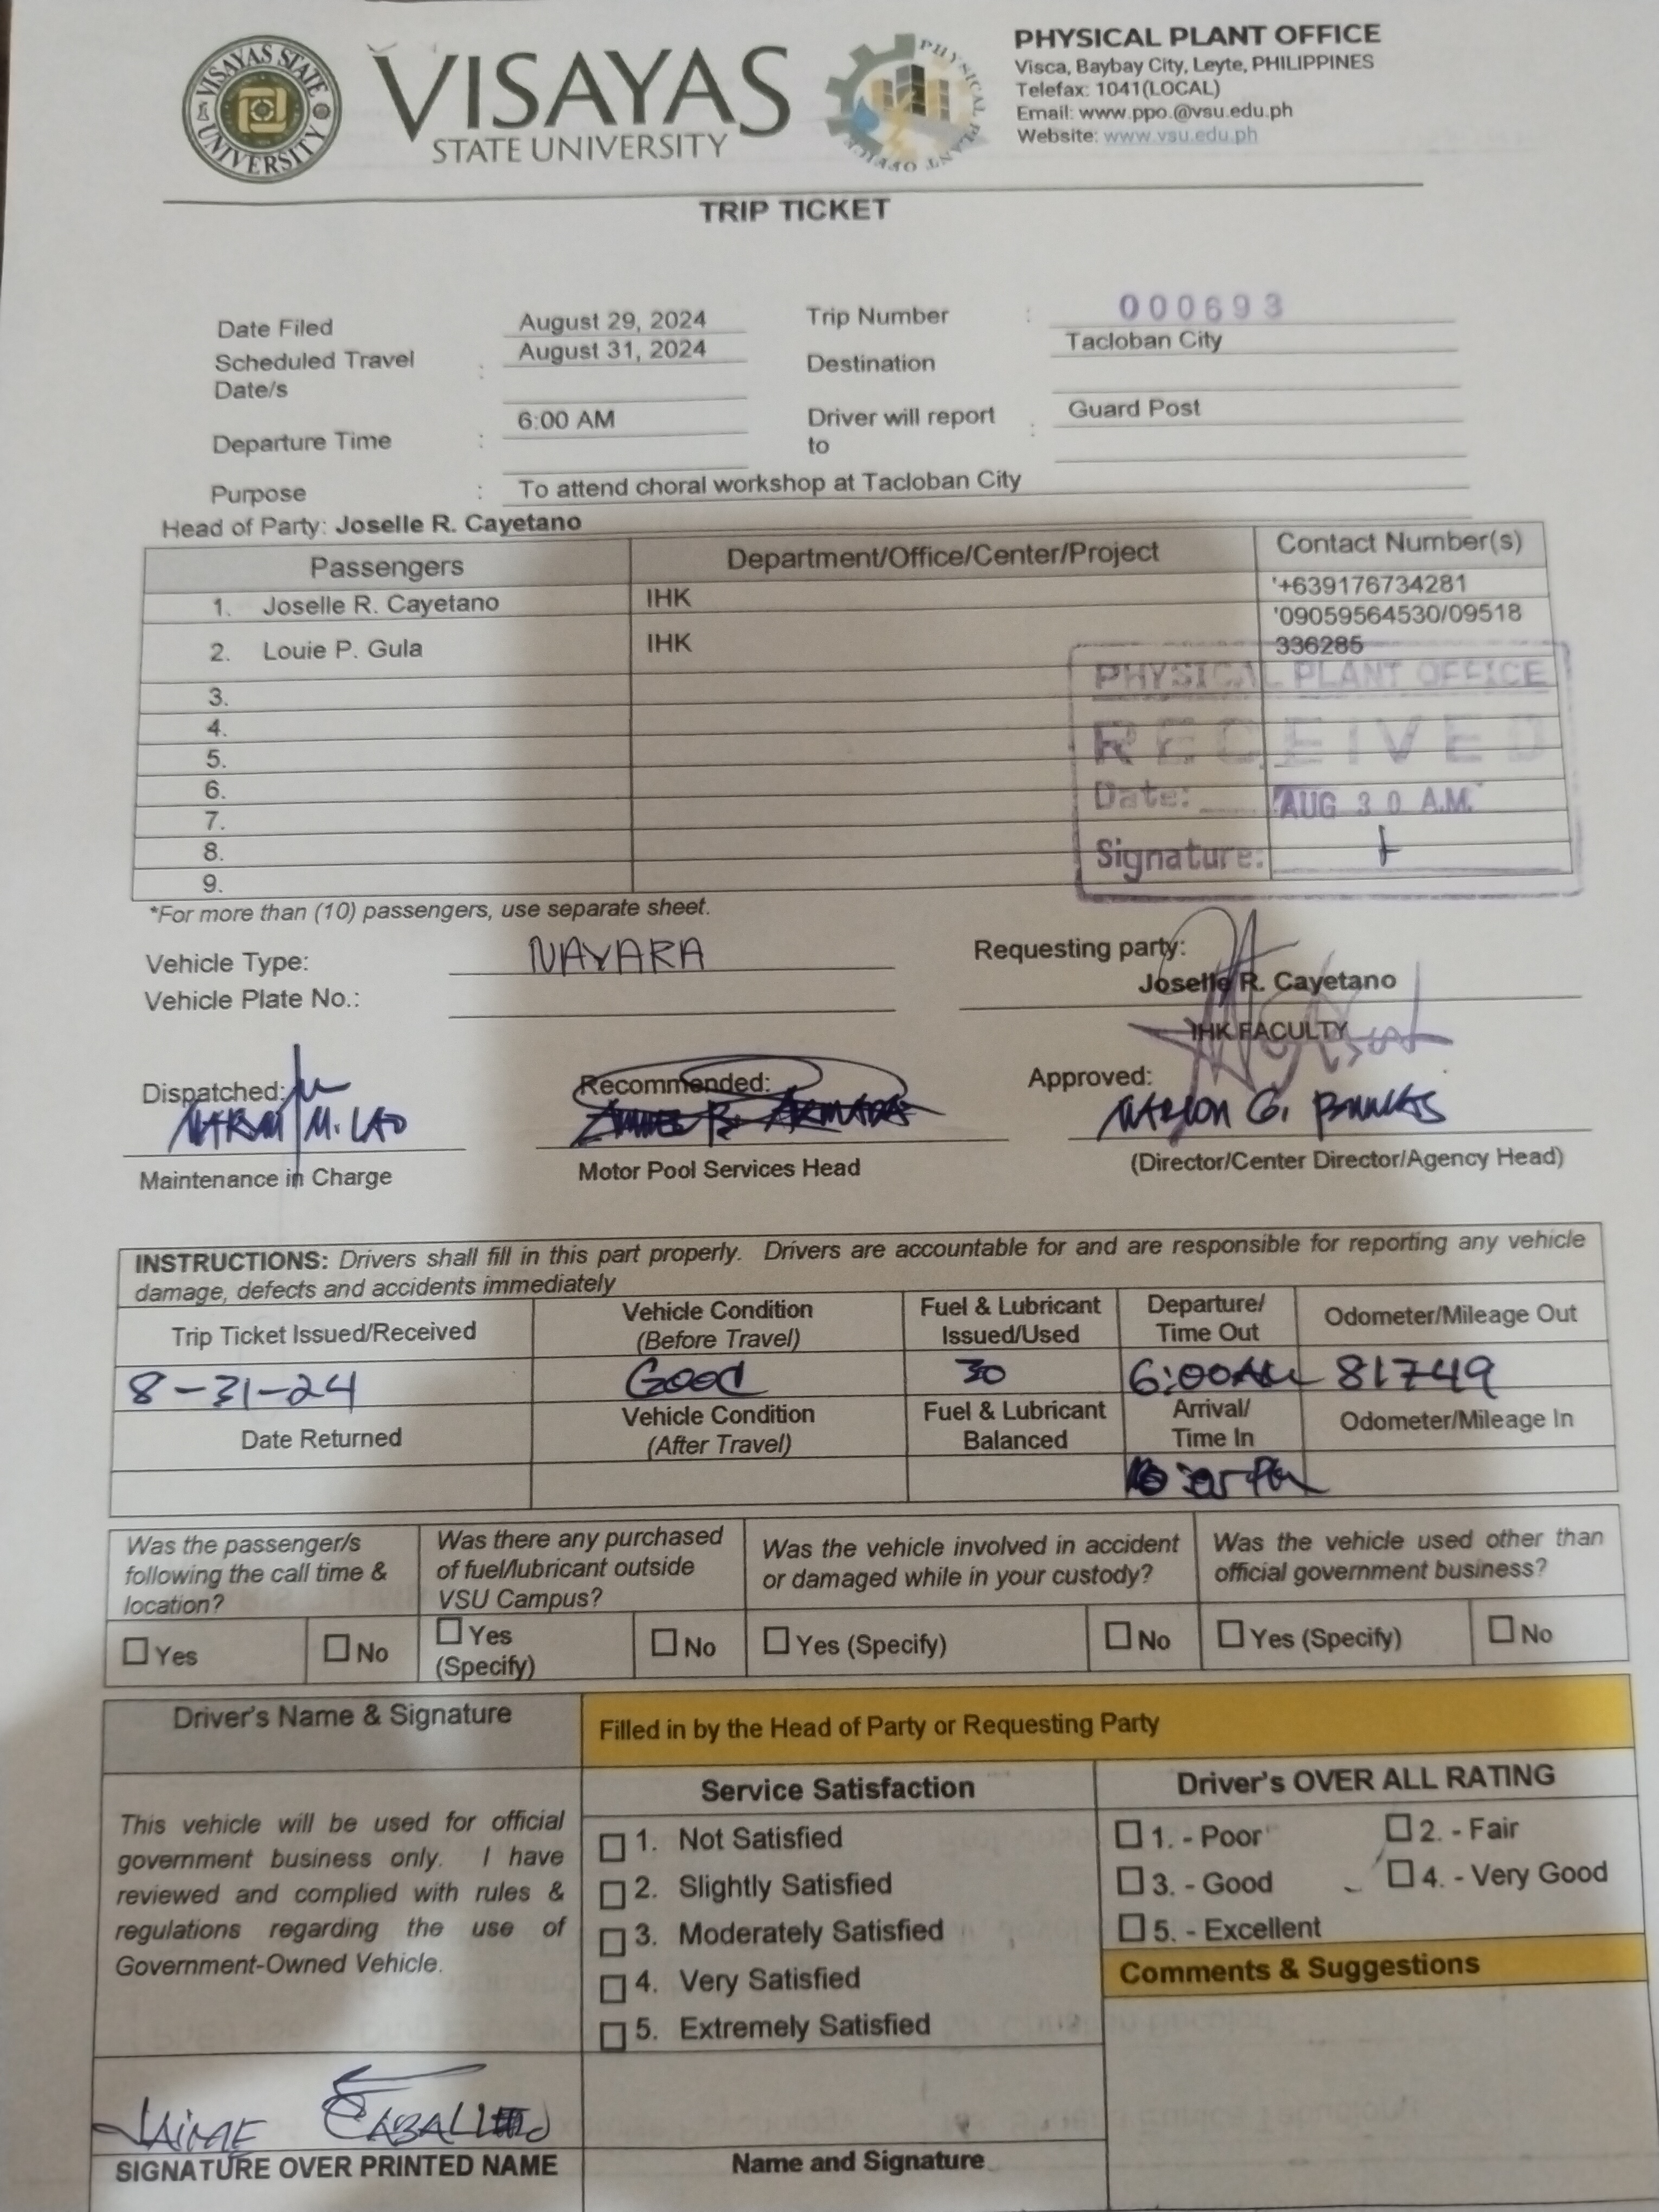 VISAYAS STATE UNIVERSITY
VISAYAS
STATE UNIVERSITY
PHYSICAL PLANT OFFICE
PHYSICAL PLANT OFFICE
Visca, Baybay City, Leyte, PHILIPPINES
Telefax: 1041(LOCAL)
Email: www.ppo.@vsu.edu.ph
Website: www.vsu.edu.ph
TRIP TICKET
Date Filed August 29, 2024 Trip Number : 000693
Scheduled Travel Date/s : August 31, 2024 Destination Tacloban City
Departure Time : 6:00 AM Driver will report to : Guard Post
Purpose : To attend choral workshop at Tacloban City
Head of Party: Joselle R. Cayetano
Passengers Department/Office/Center/Project Contact Number(s)
1. Joselle R. Cayetano IHK '+639176734281
2. Louie P. Gula IHK '09059564530/09518
336285
3.
4.
5.
6.
7.
8.
9.
PHYSICAL PLANT OFFICE
RECEIVED
Date: AUG 30 A.M.
Signature:
*For more than (10) passengers, use separate sheet.
Vehicle Type: NAVARA Requesting party:
Joselle R. Cayetano
Vehicle Plate No.:
IHK FACULTY
Dispatched: Recommended: Approved:
M. LAO MARLON G.
Maintenance in Charge Motor Pool Services Head (Director/Center Director/Agency Head)
INSTRUCTIONS: Drivers shall fill in this part properly. Drivers are accountable for and are responsible for reporting any vehicle
damage, defects and accidents immediately
Trip Ticket Issued/Received Vehicle Condition (Before Travel) Fuel & Lubricant Issued/Used Departure/ Time Out Odometer/Mileage Out
8-31-24 Good 30 6:00AM 81749
Date Returned Vehicle Condition (After Travel) Fuel & Lubricant Balanced Arrival/ Time In Odometer/Mileage In
Was the passenger/s following the call time & location? Was there any purchased of fuel/lubricant outside VSU Campus? Was the vehicle involved in accident or damaged while in your custody? Was the vehicle used other than official government business?
Yes No Yes (Specify) No Yes (Specify) No Yes (Specify) No
Driver's Name & Signature Filled in by the Head of Party or Requesting Party
This vehicle will be used for official
government business only. I have
reviewed and complied with rules &
regulations regarding the use of
Government-Owned Vehicle.
Service Satisfaction
1. Not Satisfied
2. Slightly Satisfied
3. Moderately Satisfied
4. Very Satisfied
5. Extremely Satisfied
Driver's OVER ALL RATING
1. - Poor 2. - Fair
3. - Good 4. - Very Good
5. - Excellent
Comments & Suggestions
JAIME
SIGNATURE OVER PRINTED NAME Name and Signature